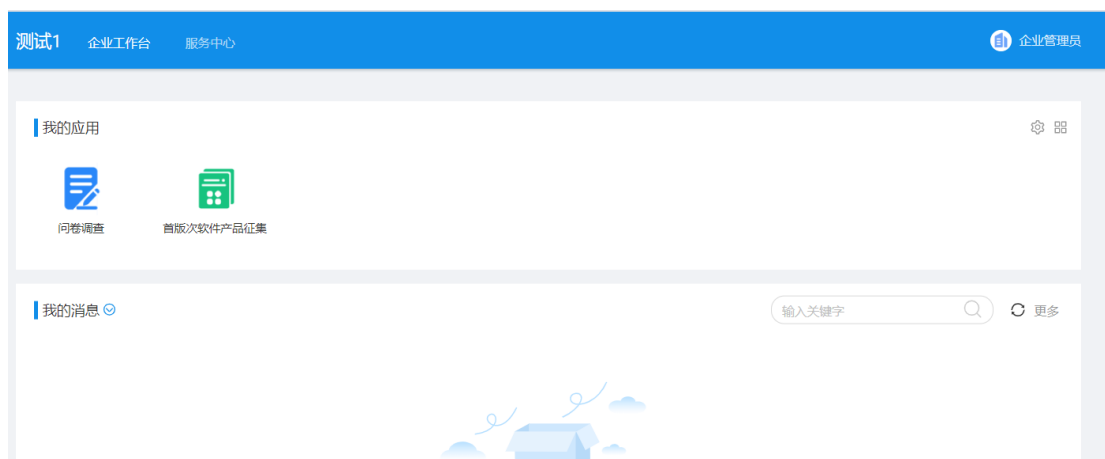 测试1 企业工作台 服务中心 企业管理员
我的应用
问卷调查 首版次软件产品征集
我的消息 输入关键字 更多